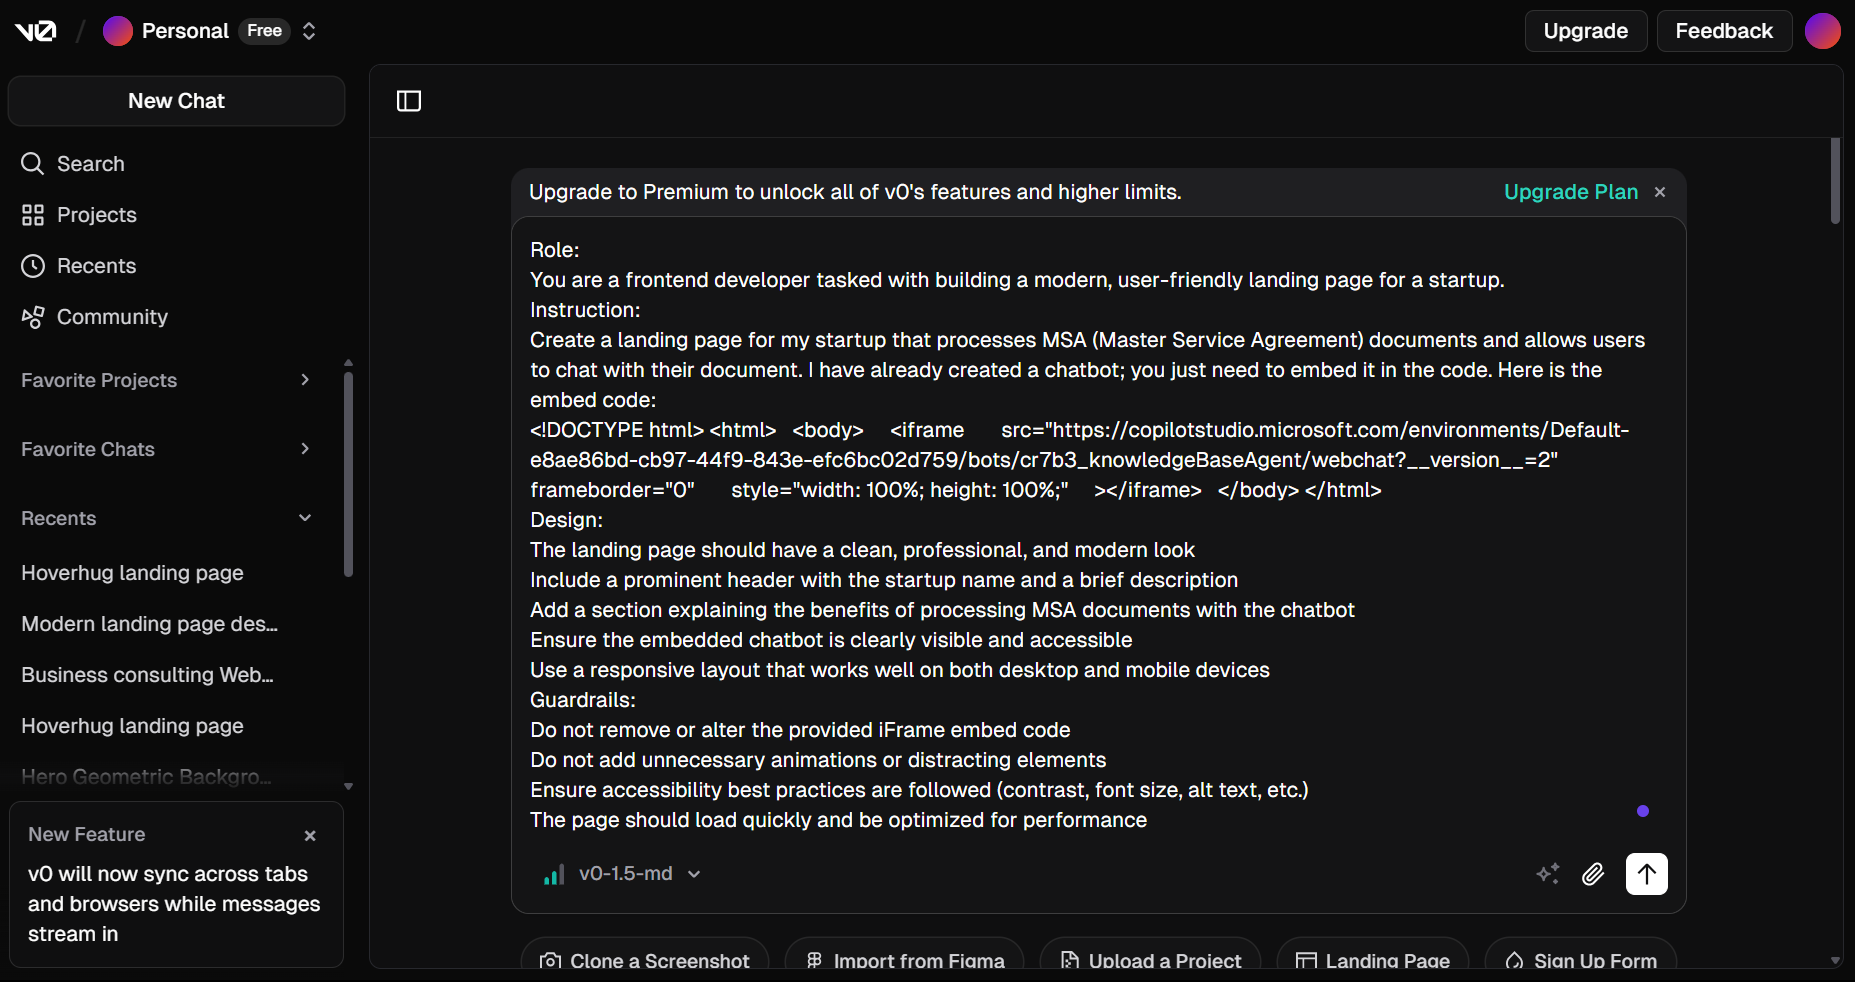 v0
Personal
Free
Upgrade
Feedback
New Chat
Search
Projects
Recents
Community
Favorite Projects
Favorite Chats
Recents
Hoverhug landing page
Modern landing page des...
Business consulting Web...
Hoverhug landing page
Hero Geometric Backgro...
New Feature
v0 will now sync across tabs
and browsers while messages
stream in
Upgrade to Premium to unlock all of v0's features and higher limits.
Upgrade Plan
Role:
You are a frontend developer tasked with building a modern, user-friendly landing page for a startup.
Instruction:
Create a landing page for my startup that processes MSA (Master Service Agreement) documents and allows users
to chat with their document. I have already created a chatbot; you just need to embed it in the code. Here is the
embed code:
<!DOCTYPE html> <html>   <body>     <iframe       src="https://copilotstudio.microsoft.com/environments/Default-
e8ae86bd-cb97-44f9-843e-efc6bc02d759/bots/cr7b3_knowledgeBaseAgent/webchat?__version__=2"
frameborder="0"       style="width: 100%; height: 100%;"     ></iframe>   </body> </html>
Design:
The landing page should have a clean, professional, and modern look
Include a prominent header with the startup name and a brief description
Add a section explaining the benefits of processing MSA documents with the chatbot
Ensure the embedded chatbot is clearly visible and accessible
Use a responsive layout that works well on both desktop and mobile devices
Guardrails:
Do not remove or alter the provided iFrame embed code
Do not add unnecessary animations or distracting elements
Ensure accessibility best practices are followed (contrast, font size, alt text, etc.)
The page should load quickly and be optimized for performance
v0-1.5-md
Clone a Screenshot
Import from Figma
Upload a Project
Landing Page
Sign Up Form